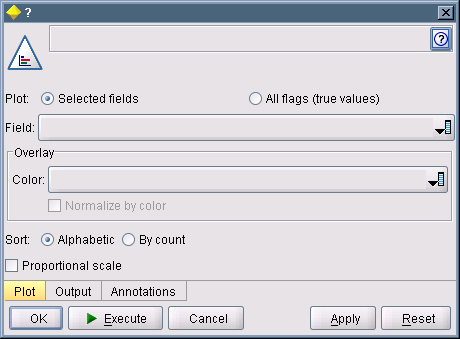 ?
?
Plot: Selected fields All flags (true values)
Field:
Overlay
Color:
Normalize by color
Sort: Alphabetic By count
Proportional scale
Plot Output Annotations
OK Execute Cancel Apply Reset